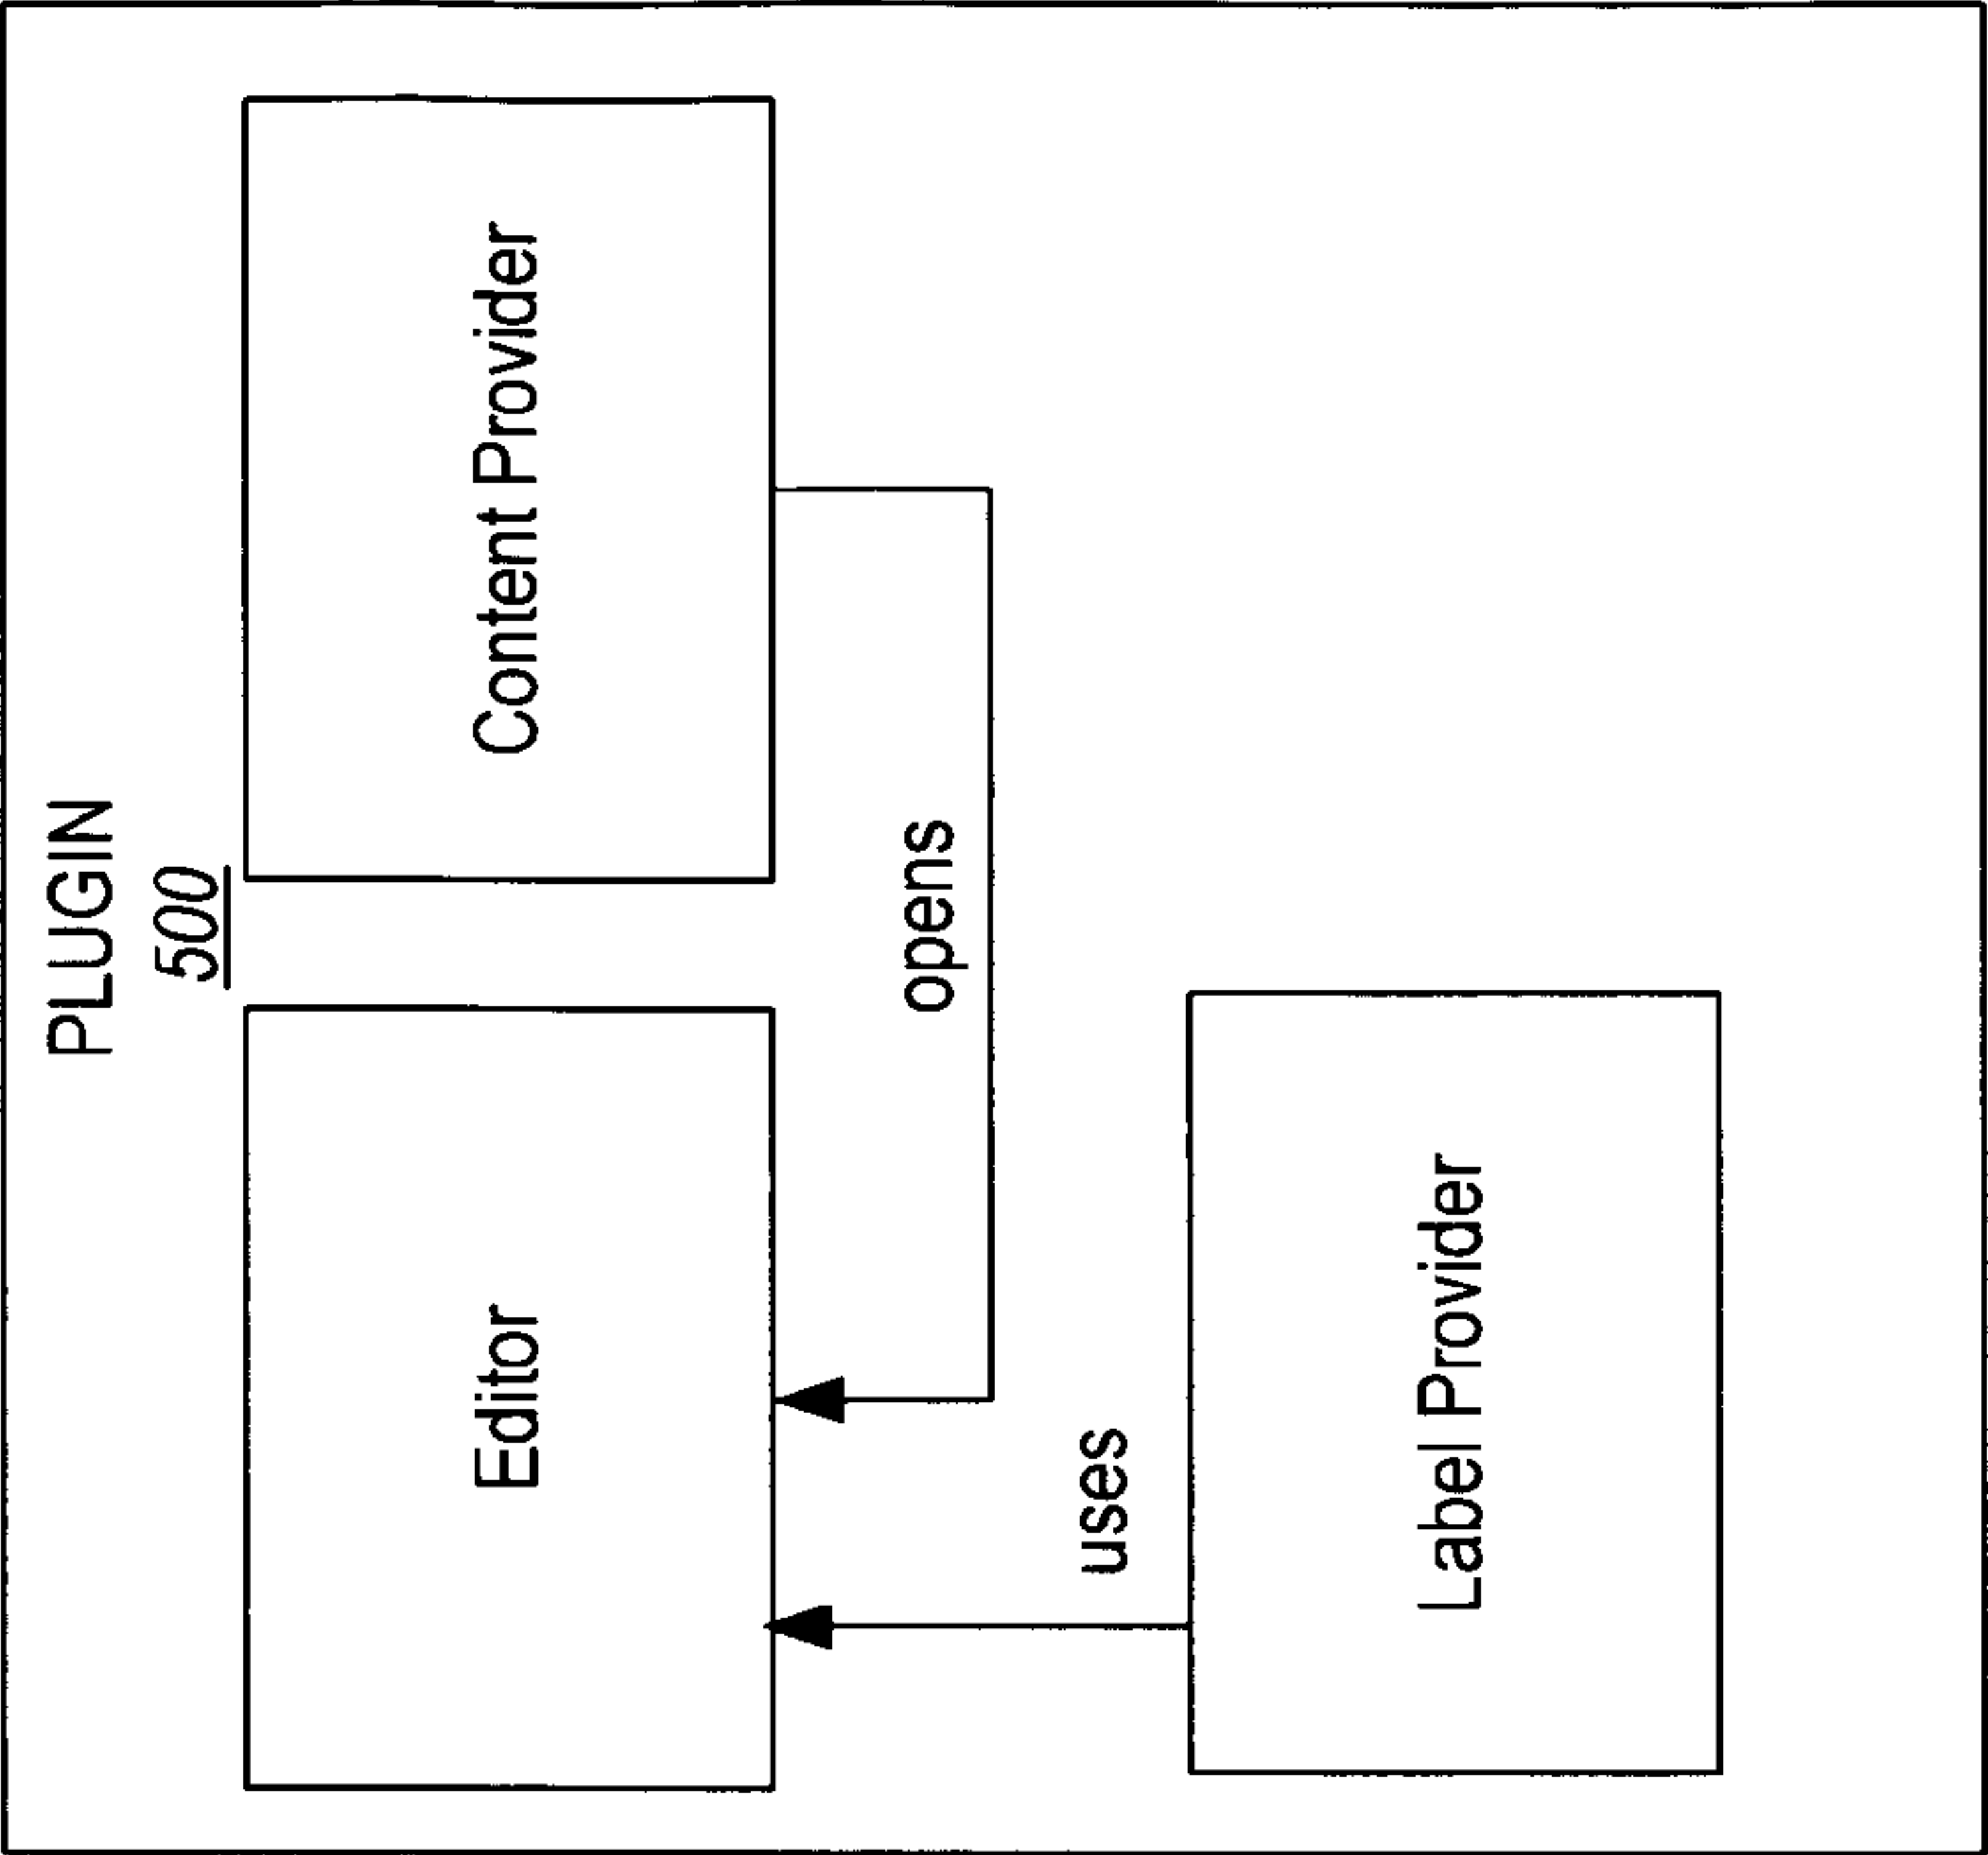 PLUGIN
500
Editor
Content Provider
opens
uses
Label Provider